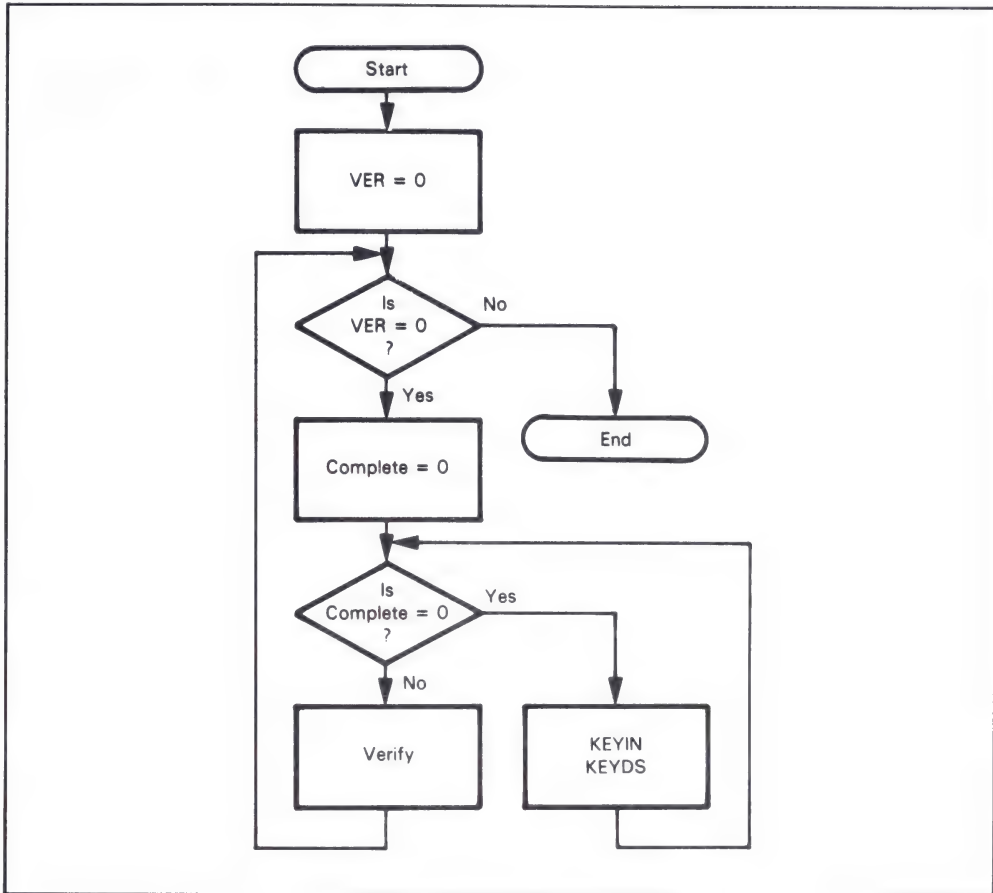 Start
VER = 0
Is
VER = 0
?
No
Yes
End
Complete = 0
Is
Complete = 0
?
Yes
No
Verify
KEYIN
KEYDS